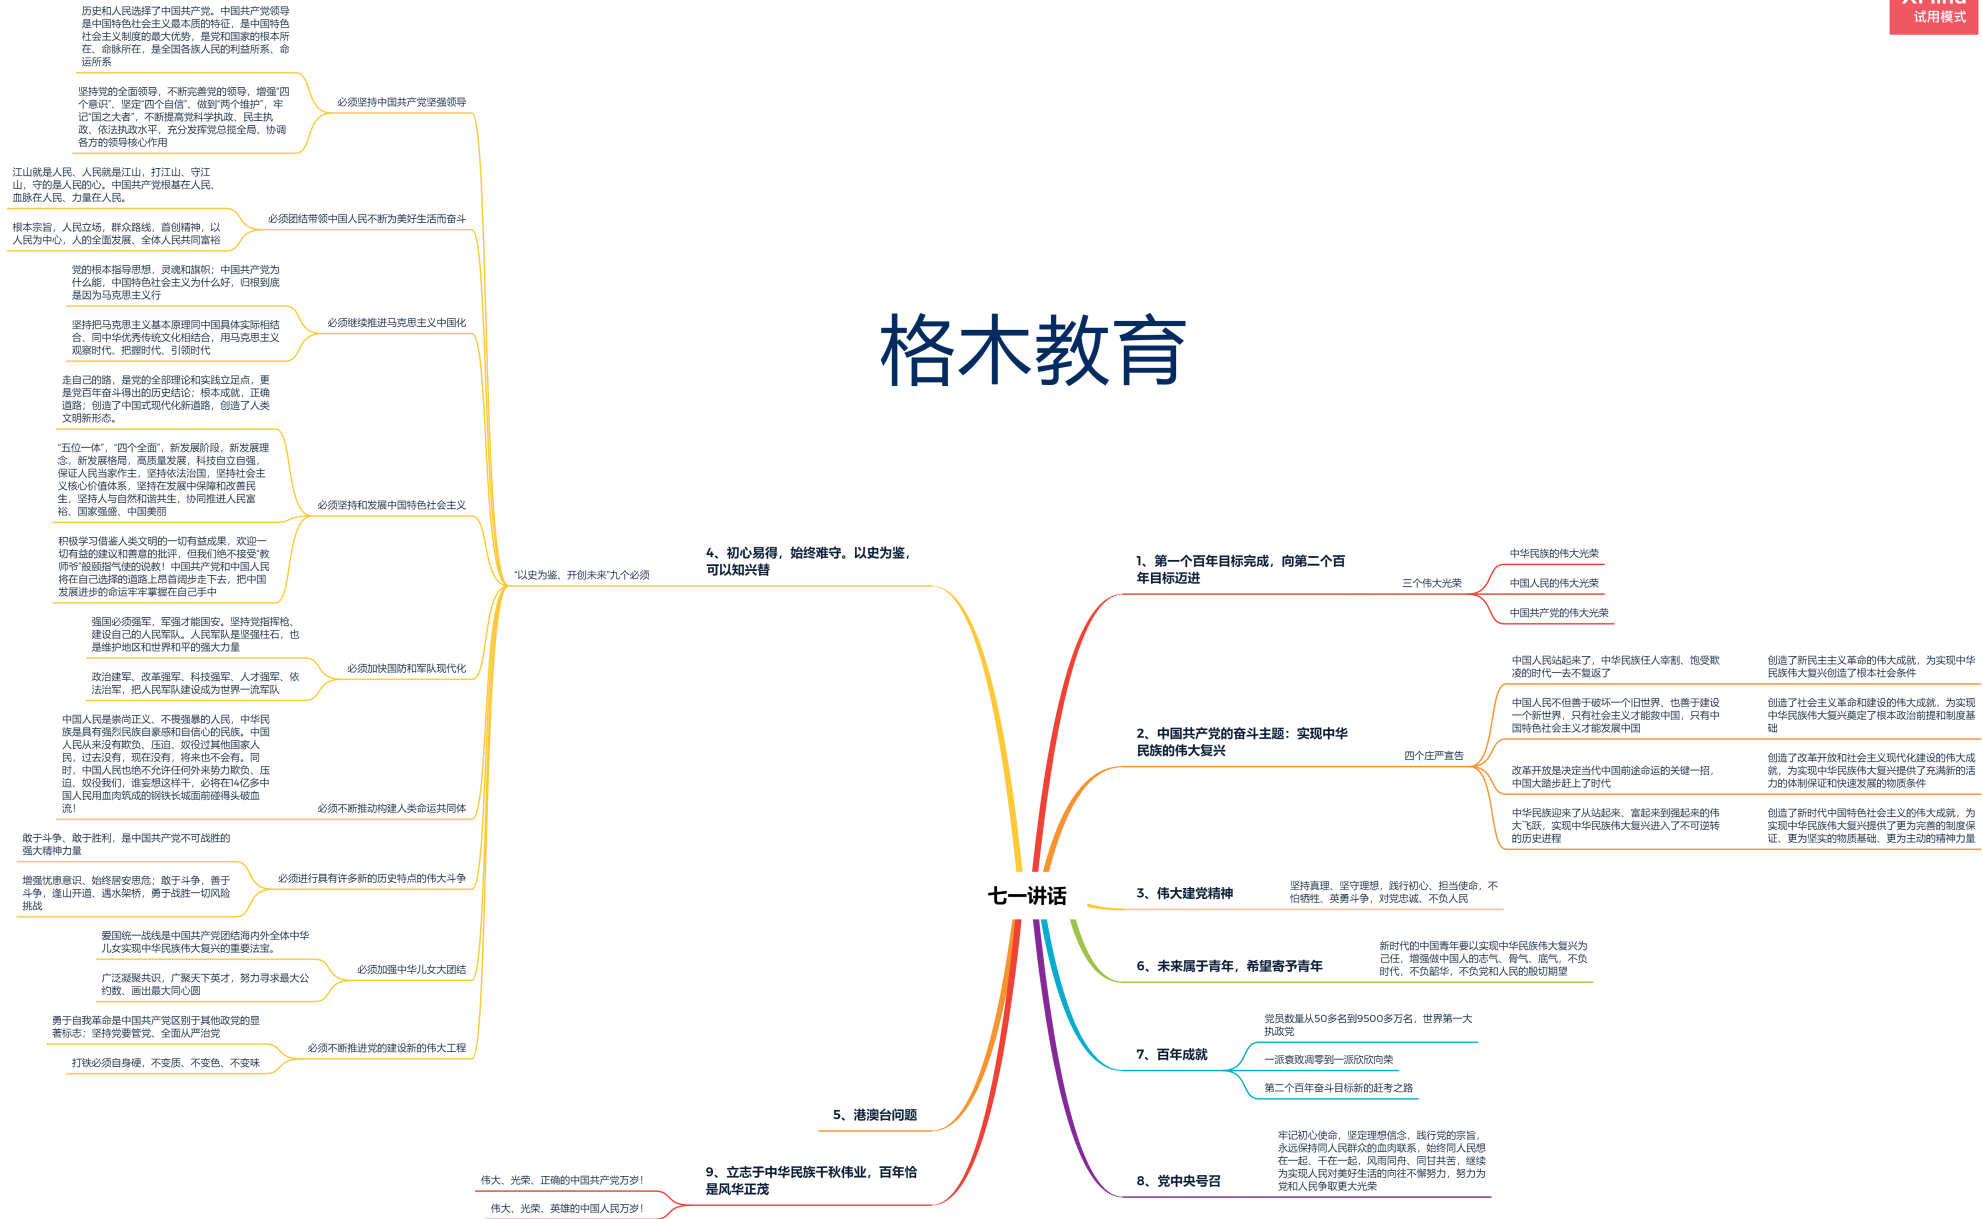 XMind
试用模式
格木教育
七一讲话
1、第一个百年目标完成，向第二个百
年目标迈进
三个伟大光荣
中华民族的伟大光荣
中国人民的伟大光荣
中国共产党的伟大光荣
2、中国共产党的奋斗主题：实现中华
民族的伟大复兴
四个庄严宣告
中国人民站起来了，中华民族任人宰割、饱受欺
凌的时代一去不复返了
创造了新民主主义革命的伟大成就，为实现中华
民族伟大复兴创造了根本社会条件
中国人民不但善于破坏一个旧世界、也善于建设
一个新世界，只有社会主义才能救中国，只有中
国特色社会主义才能发展中国
创造了社会主义革命和建设的伟大成就，为实现
中华民族伟大复兴奠定了根本政治前提和制度基
础
改革开放是决定当代中国前途命运的关键一招，
中国大踏步赶上了时代
创造了改革开放和社会主义现代化建设的伟大成
就，为实现中华民族伟大复兴提供了充满新的活
力的体制保证和快速发展的物质条件
中华民族迎来了从站起来、富起来到强起来的伟
大飞跃，实现中华民族伟大复兴进入了不可逆转
的历史进程
创造了新时代中国特色社会主义的伟大成就，为
实现中华民族伟大复兴提供了更为完善的制度保
证、更为坚实的物质基础、更为主动的精神力量
3、伟大建党精神
坚持真理、坚守理想，践行初心、担当使命，不
怕牺牲、英勇斗争，对党忠诚、不负人民
4、初心易得，始终难守。以史为鉴，
可以知兴替
“以史为鉴、开创未来”九个必须
必须坚持中国共产党坚强领导
历史和人民选择了中国共产党。中国共产党领导
是中国特色社会主义最本质的特征，是中国特色
社会主义制度的最大优势，是党和国家的根本所
在、命脉所在，是全国各族人民的利益所系、命
运所系
坚持党的全面领导，不断完善党的领导，增强“四
个意识”、坚定“四个自信”、做到“两个维护”，牢
记“国之大者”，不断提高党科学执政、民主执
政、依法执政水平，充分发挥党总揽全局、协调
各方的领导核心作用
必须团结带领中国人民不断为美好生活而奋斗
江山就是人民、人民就是江山，打江山、守江
山，守的是人民的心。中国共产党根基在人民、
血脉在人民、力量在人民。
根本宗旨，人民立场，群众路线，首创精神，以
人民为中心，人的全面发展、全体人民共同富裕
必须继续推进马克思主义中国化
党的根本指导思想，灵魂和旗帜；中国共产党为
什么能，中国特色社会主义为什么好，归根到底
是因为马克思主义行
坚持把马克思主义基本原理同中国具体实际相结
合、同中华优秀传统文化相结合，用马克思主义
观察时代、把握时代、引领时代
必须坚持和发展中国特色社会主义
走自己的路，是党的全部理论和实践立足点，更
是党百年奋斗得出的历史结论；根本成就，正确
道路；创造了中国式现代化新道路，创造了人类
文明新形态。
“五位一体”，“四个全面”，新发展阶段，新发展理
念，新发展格局，高质量发展，科技自立自强，
保证人民当家作主，坚持依法治国，坚持社会主
义核心价值体系，坚持在发展中保障和改善民
生，坚持人与自然和谐共生，协同推进人民富
裕、国家强盛、中国美丽
积极学习借鉴人类文明的一切有益成果，欢迎一
切有益的建议和善意的批评，但我们绝不接受“教
师爷”般颐指气使的说教！中国共产党和中国人民
将在自己选择的道路上昂首阔步走下去，把中国
发展进步的命运牢牢掌握在自己手中
必须加快国防和军队现代化
强国必须强军，军强才能国安。坚持党指挥枪、
建设自己的人民军队。人民军队是坚强柱石，也
是维护地区和世界和平的强大力量
政治建军、改革强军、科技强军、人才强军、依
法治军，把人民军队建设成为世界一流军队
必须不断推动构建人类命运共同体
中国人民是崇尚正义、不畏强暴的人民，中华民
族是具有强烈民族自豪感和自信心的民族。中国
人民从来没有欺负、压迫、奴役过其他国家人
民，过去没有，现在没有，将来也不会有。同
时，中国人民也绝不允许任何外来势力欺负、压
迫、奴役我们，谁妄想这样干，必将在14亿多中
国人民用血肉筑成的钢铁长城面前碰得头破血
流！
必须进行具有许多新的历史特点的伟大斗争
敢于斗争、敢于胜利，是中国共产党不可战胜的
强大精神力量
增强忧患意识、始终居安思危；敢于斗争，善于
斗争，逢山开道、遇水架桥，勇于战胜一切风险
挑战
必须加强中华儿女大团结
爱国统一战线是中国共产党团结海内外全体中华
儿女实现中华民族伟大复兴的重要法宝。
广泛凝聚共识，广聚天下英才，努力寻求最大公
约数、画出最大同心圆
必须不断推进党的建设新的伟大工程
勇于自我革命是中国共产党区别于其他政党的显
著标志；坚持党要管党、全面从严治党
打铁必须自身硬，不变质、不变色、不变味
5、港澳台问题
6、未来属于青年，希望寄予青年
新时代的中国青年要以实现中华民族伟大复兴为
己任，增强做中国人的志气、骨气、底气，不负
时代，不负韶华，不负党和人民的殷切期望
7、百年成就
党员数量从50多名到9500多万名，世界第一大
执政党
一派衰败凋零到一派欣欣向荣
第二个百年奋斗目标新的赶考之路
8、党中央号召
牢记初心使命，坚定理想信念，践行党的宗旨，
永远保持同人民群众的血肉联系，始终同人民想
在一起、干在一起，风雨同舟、同甘共苦，继续
为实现人民对美好生活的向往不懈努力，努力为
党和人民争取更大光荣
9、立志于中华民族千秋伟业，百年恰
是风华正茂
伟大、光荣、正确的中国共产党万岁！
伟大、光荣、英雄的中国人民万岁！